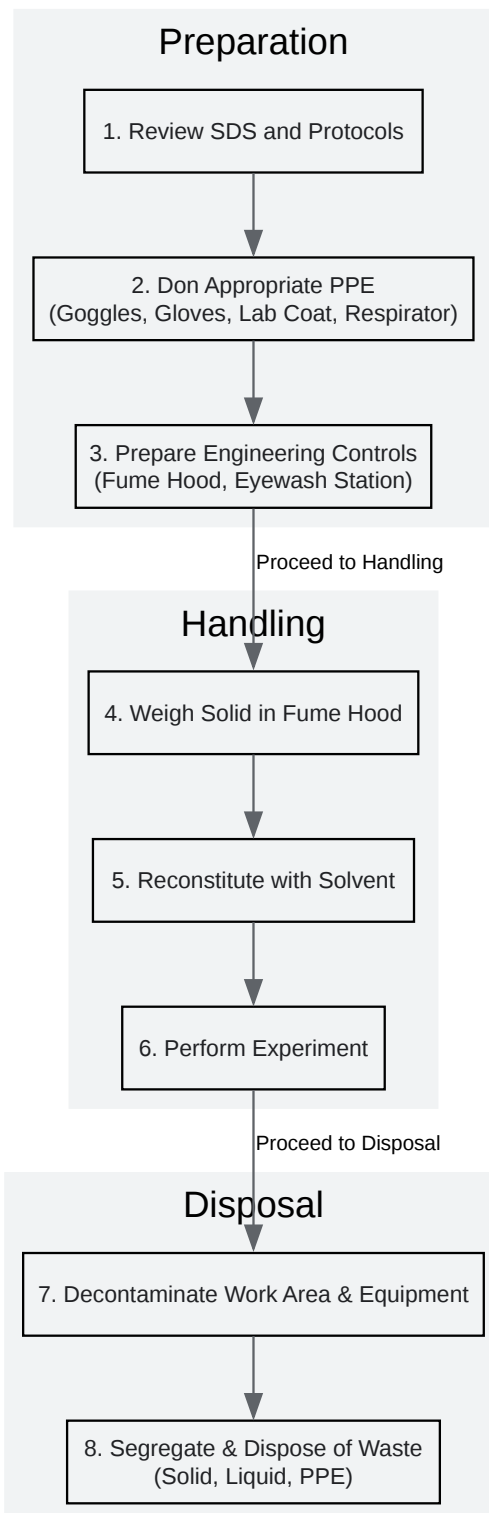 Preparation
1. Review SDS and Protocols
2. Don Appropriate PPE
(Goggles, Gloves, Lab Coat, Respirator)
3. Prepare Engineering Controls
(Fume Hood, Eyewash Station)
Proceed to Handling
Handling
4. Weigh Solid in Fume Hood
5. Reconstitute with Solvent
6. Perform Experiment
Proceed to Disposal
Disposal
7. Decontaminate Work Area & Equipment
8. Segregate & Dispose of Waste
(Solid, Liquid, PPE)